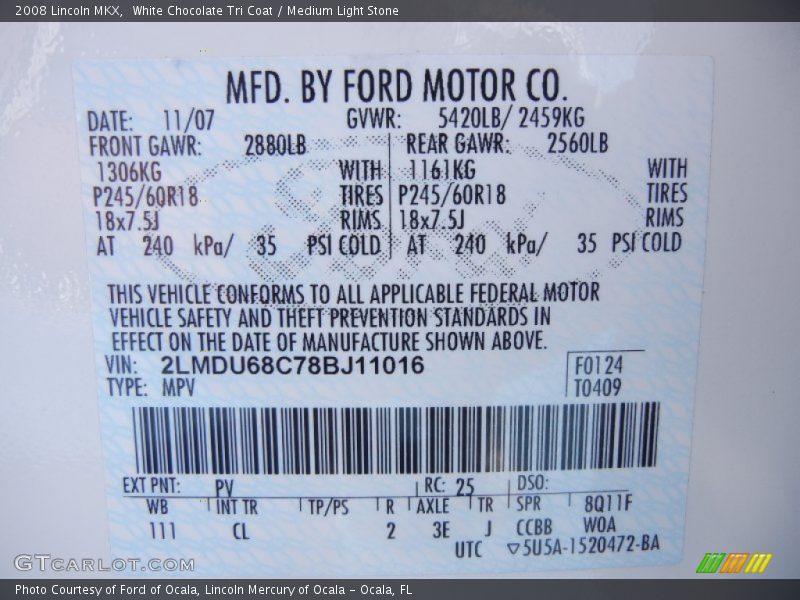 2008 Lincoln MKX,  White Chocolate Tri Coat / Medium Light Stone
MFD. BY FORD MOTOR CO.
DATE: 11/07 GVWR: 5420LB/ 2459KG
FRONT GAWR: 2880LB REAR GAWR: 2560LB
1306KG WITH 1161KG WITH
P245/60R18 TIRES P245/60R18 TIRES
18x7.5J RIMS 18x7.5J RIMS
AT 240 kPa/ 35 PSI COLD AT 240 kPa/ 35 PSI COLD
THIS VEHICLE CONFORMS TO ALL APPLICABLE FEDERAL MOTOR
VEHICLE SAFETY AND THEFT PREVENTION STANDARDS IN
EFFECT ON THE DATE OF MANUFACTURE SHOWN ABOVE.
VIN: 2LMDU68C78BJ11016 F0124
TYPE: MPV T0409
EXT PNT: PV RC: 25 DSO:
WB INT TR TP/PS R AXLE TR SPR 8Q11F
111 CL 2 3E J CCBB W0A
UTC ▽5U5A-1520472-BA
GTCARLOT.COM
Photo Courtesy of Ford of Ocala, Lincoln Mercury of Ocala - Ocala, FL